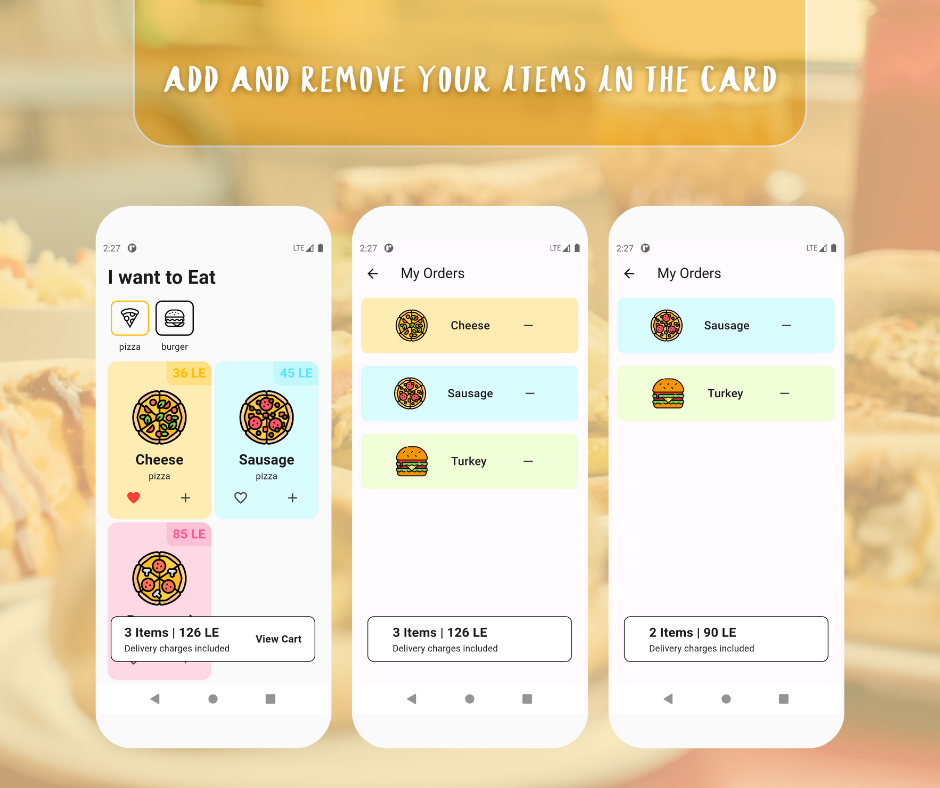 ADD AND REMOVE YOUR ITEMS IN THE CARD
2:27
LTE
I want to Eat
pizza
burger
36 LE
Cheese
pizza
45 LE
Sausage
pizza
85 LE
3 Items | 126 LE
Delivery charges included
View Cart
2:27
LTE
My Orders
Cheese
Sausage
Turkey
3 Items | 126 LE
Delivery charges included
2:27
LTE
My Orders
Sausage
Turkey
2 Items | 90 LE
Delivery charges included